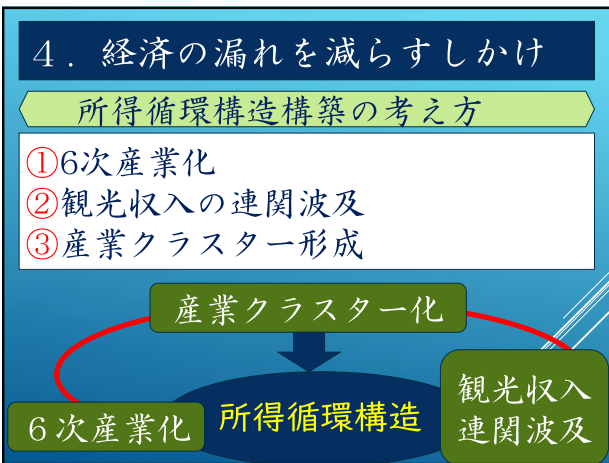 ４．経済の漏れを減らすしかけ
所得循環構造構築の考え方
①6次産業化
②観光収入の連関波及
③産業クラスター形成
産業クラスター化
６次産業化
所得循環構造
観光収入
連関波及